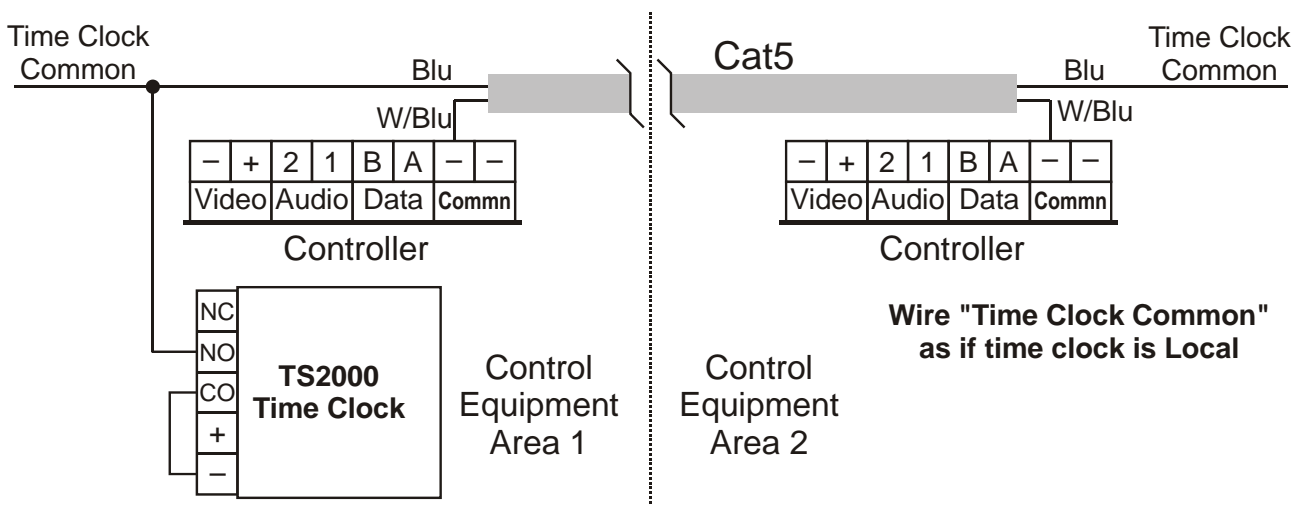 Time Clock
Common
Blu
W/Blu
Cat5
Blu
W/Blu
Time Clock
Common
– + 2 1 B A – –
Video Audio Data Commn
Controller
– + 2 1 B A – –
Video Audio Data Commn
Controller
NC
NO
CO
+
–
TS2000
Time Clock
Control
Equipment
Area 1
Control
Equipment
Area 2
Wire "Time Clock Common"
as if time clock is Local